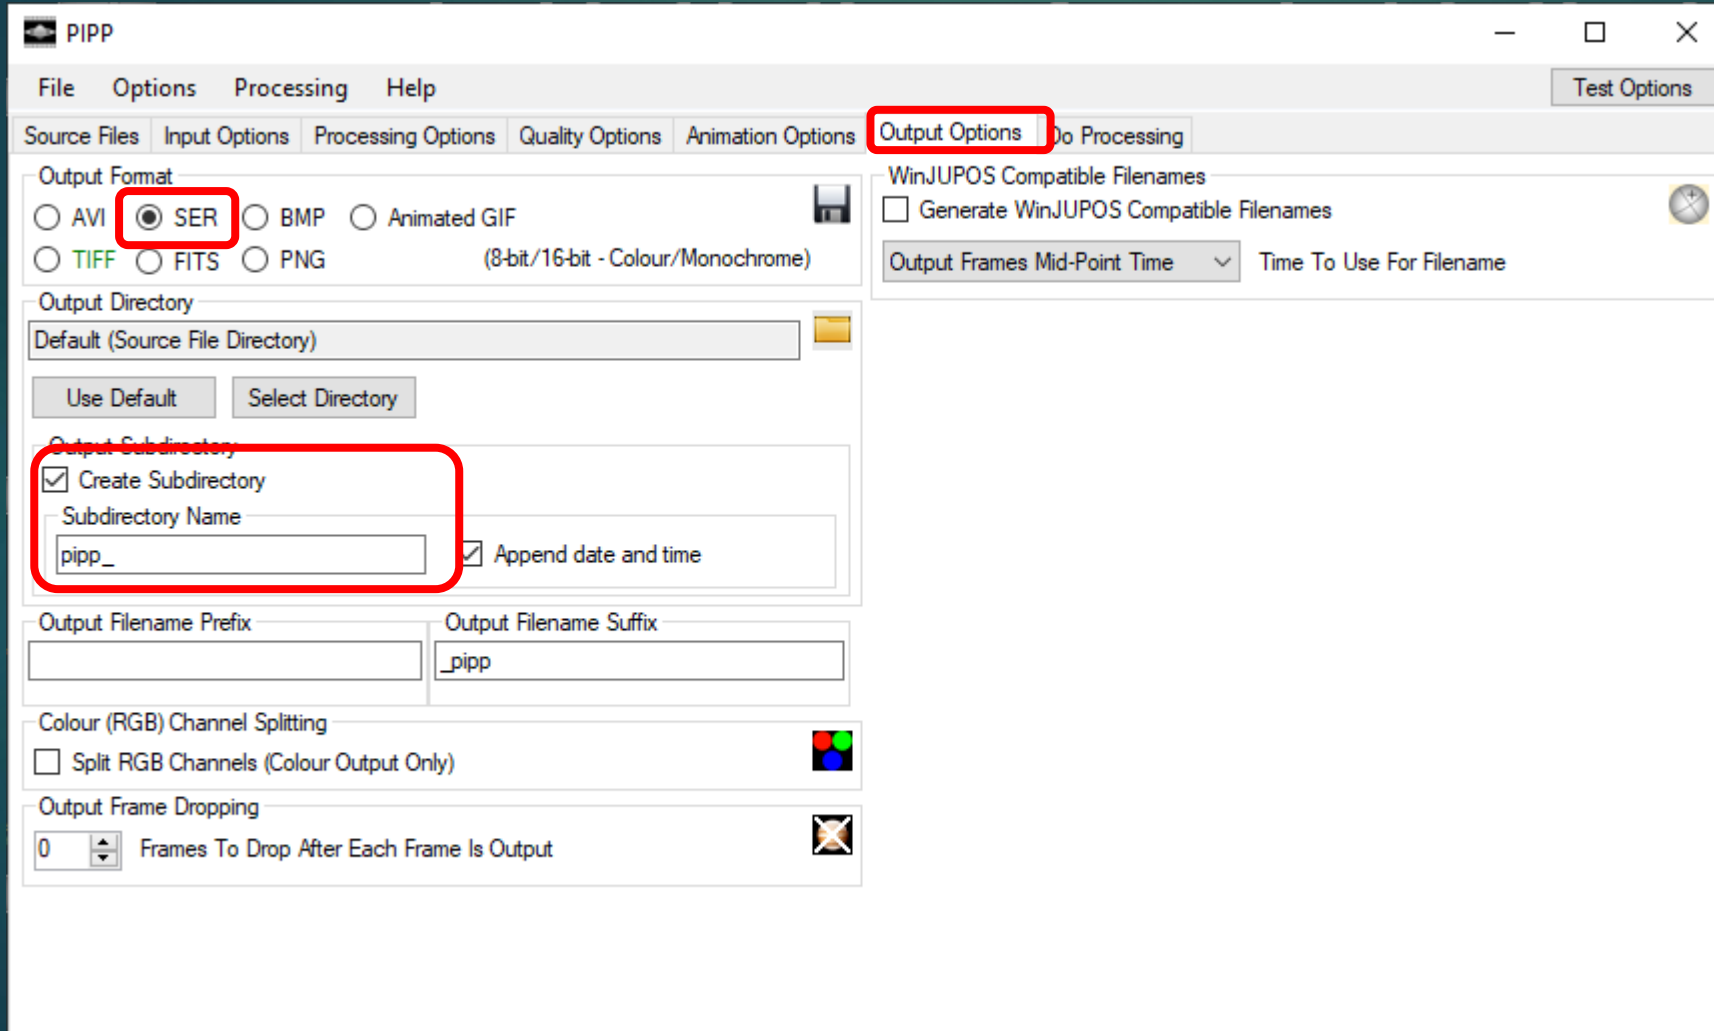 PIPP
File Options Processing Help
Test Options
Source Files Input Options Processing Options Quality Options Animation Options Output Options Do Processing
Output Format
AVI SER BMP Animated GIF
TIFF FITS PNG (8-bit/16-bit - Colour/Monochrome)
Output Directory
Default (Source File Directory)
Use Default Select Directory
Output Subdirectory
Create Subdirectory
Subdirectory Name
pipp_ Append date and time
Output Filename Prefix Output Filename Suffix
_pipp
Colour (RGB) Channel Splitting
Split RGB Channels (Colour Output Only)
Output Frame Dropping
0 Frames To Drop After Each Frame Is Output
WinJUPOS Compatible Filenames
Generate WinJUPOS Compatible Filenames
Output Frames Mid-Point Time Time To Use For Filename